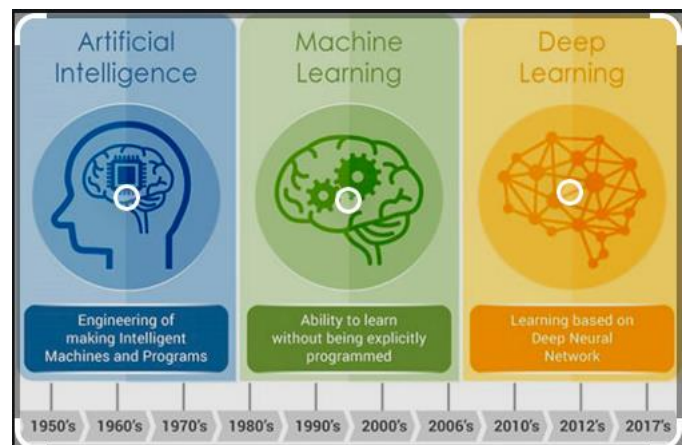 Artificial
Intelligence
Machine
Learning
Deep
Learning
Engineering of
making Intelligent
Machines and Programs
Ability to learn
without being explicitly
programmed
Learning based on
Deep Neural
Network
1950's 1960's 1970's 1980's 1990's 2000's 2006's 2010's 2012's 2017's